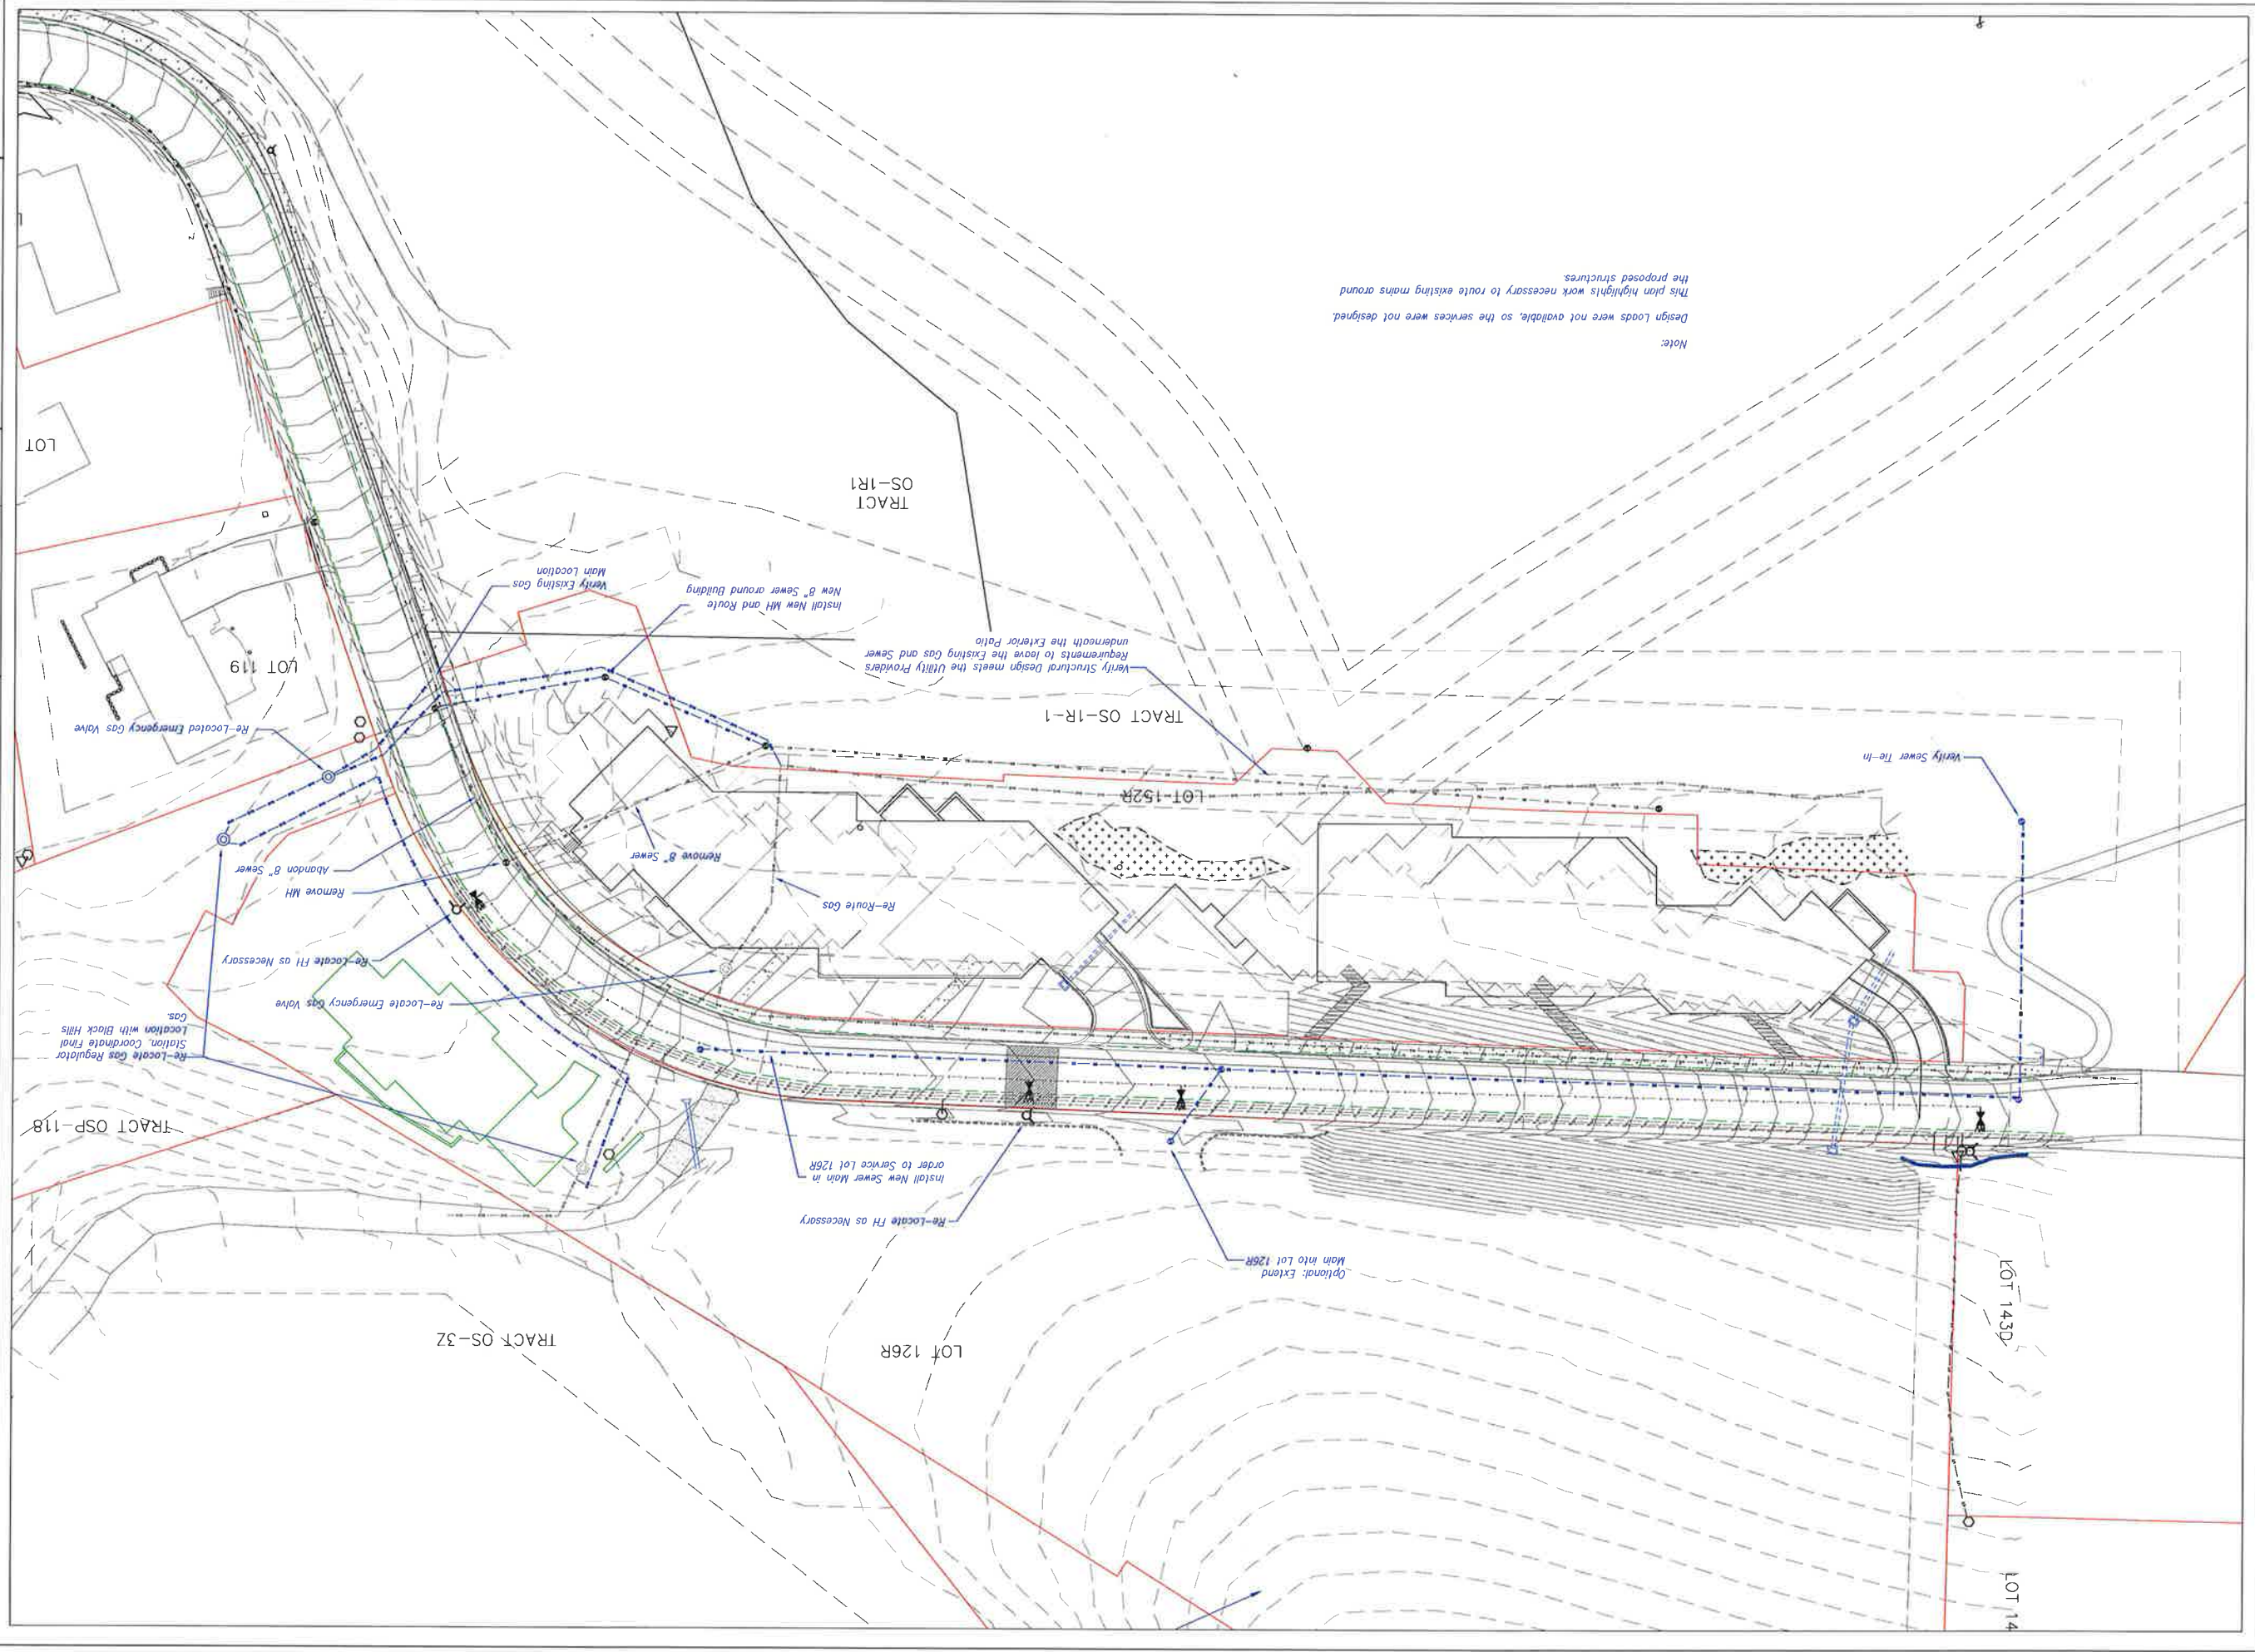 LOT 14
LOT 143D
Optional: Extend
Main into Lot 126R
LOT 126R
TRACT OS-3Z
Re-Locate FH as Necessary
Install New Sewer Main in
order to Service Lot 126R
TRACT OSP-118
Re-Locate Gas Regulator
Station, Coordinate Final
Location with Black Hills
Gas.
Re-Locate Emergency Gas Valve
Re-Locate FH as Necessary
Remove MH
Abandon 8" Sewer
Re-Route Gas
Remove 8" Sewer
LOT 152R
Verify Sewer Tie-In
Re-Located Emergency Gas Valve
TRACT OS-1R-1
LOT 119
Verify Structural Design meets the Utility Providers
Requirements to leave the Existing Gas and Sewer
underneath the Exterior Patio
Install New MH and Route
New 8" Sewer around Building
Verify Existing Gas
Main Location
TRACT
OS-1R1
LOT
Note:
Design Loads were not available, so the services were not designed.
This plan highlights work necessary to route existing mains around
the proposed structures.